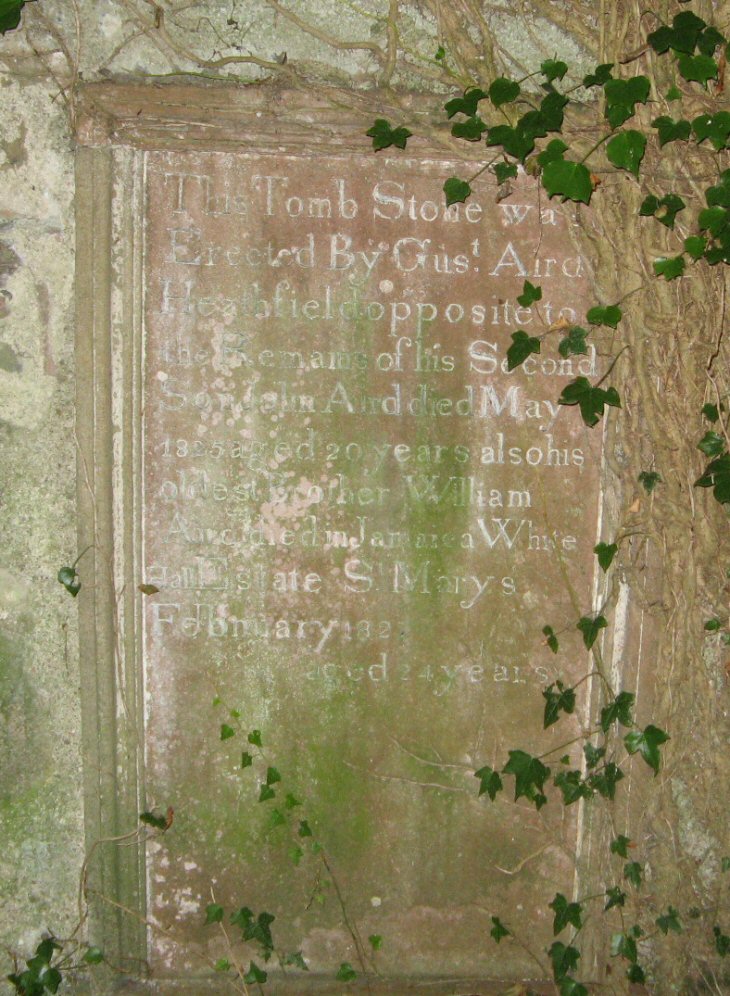 This Tomb Stone was
Erected By Gust. Aird
Heathfield opposite to
the Remains of his Second
Son John Aird died May
1825 aged 20 years also his
oldest Brother William
Aird died in Jamaica White
Hall Estate St Marys
February
aged 24 years